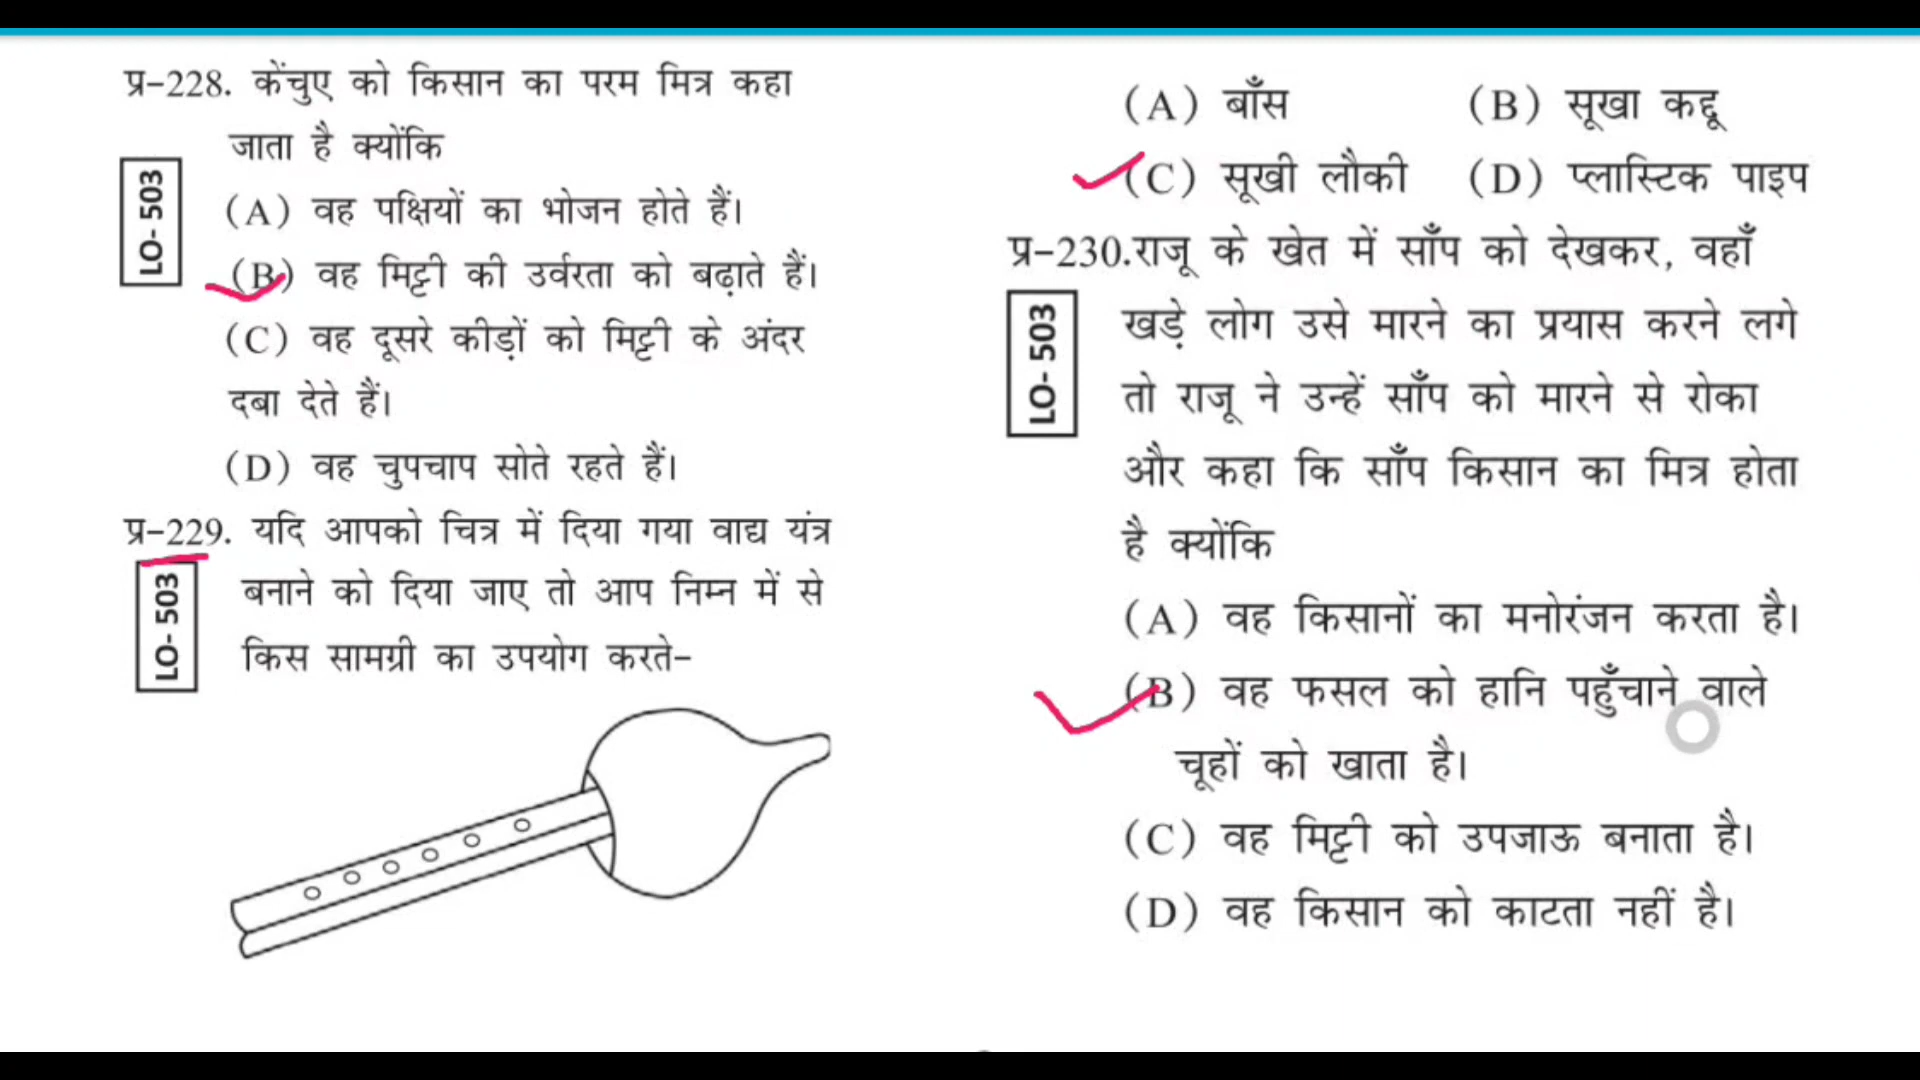 प्र-228. केंचुए को किसान का परम मित्र कहा
जाता है क्योंकि
LO- 503
(A) वह पक्षियों का भोजन होते हैं।
(B) वह मिट्टी की उर्वरता को बढ़ाते हैं।
(C) वह दूसरे कीड़ों को मिट्टी के अंदर
दबा देते हैं।
(D) वह चुपचाप सोते रहते हैं।
प्र-229. यदि आपको चित्र में दिया गया वाद्य यंत्र
LO- 503
बनाने को दिया जाए तो आप निम्न में से
किस सामग्री का उपयोग करते-
(A) बाँस (B) सूखा कद्दू
(C) सूखी लौकी (D) प्लास्टिक पाइप
प्र-230.राजू के खेत में साँप को देखकर, वहाँ
LO- 503
खड़े लोग उसे मारने का प्रयास करने लगे
तो राजू ने उन्हें साँप को मारने से रोका
और कहा कि साँप किसान का मित्र होता
है क्योंकि
(A) वह किसानों का मनोरंजन करता है।
(B) वह फसल को हानि पहुँचाने वाले
चूहों को खाता है।
(C) वह मिट्टी को उपजाऊ बनाता है।
(D) वह किसान को काटता नहीं है।